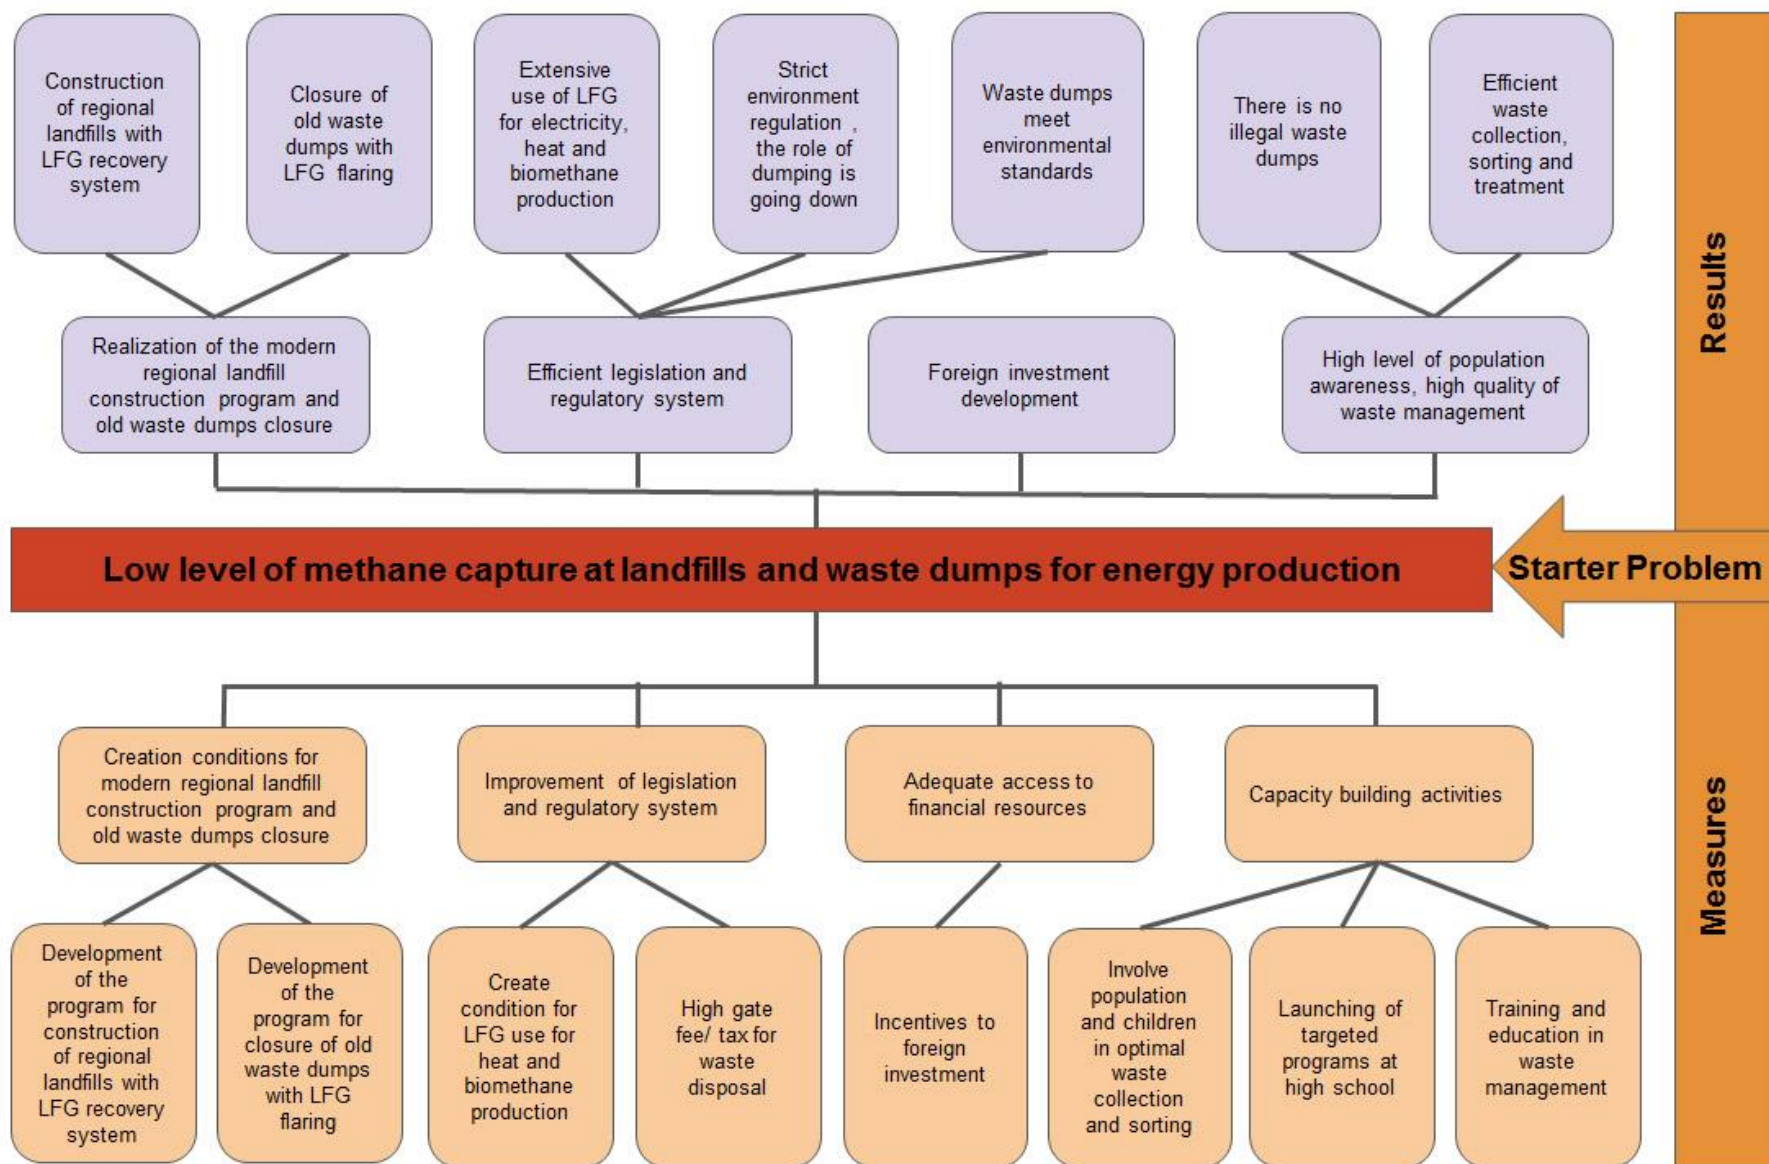 Construction
of regional
landfills with
LFG recovery
system
Closure of
old waste
dumps with
LFG flaring
Extensive
use of LFG
for electricity,
heat and
biomethane
production
Strict
environment
regulation ,
the role of
dumping is
going down
Waste dumps
meet
environmental
standards
There is no
illegal waste
dumps
Efficient
waste
collection,
sorting and
treatment
Realization of the modern
regional landfill
construction program and
old waste dumps closure
Efficient legislation and
regulatory system
Foreign investment
development
High level of population
awareness, high quality of
waste management
Results
Low level of methane capture at landfills and waste dumps for energy production
Starter Problem
Creation conditions for
modern regional landfill
construction program and
old waste dumps closure
Improvement of legislation
and regulatory system
Adequate access to
financial resources
Capacity building activities
Measures
Development
of the
program for
construction
of regional
landfills with
LFG recovery
system
Development
of the
program for
closure of old
waste dumps
with LFG
flaring
Create
condition for
LFG use for
heat and
biomethane
production
High gate
fee/ tax for
waste
disposal
Incentives to
foreign
investment
Involve
population
and children
in optimal
waste
collection
and sorting
Launching of
targeted
programs at
high school
Training and
education in
waste
management